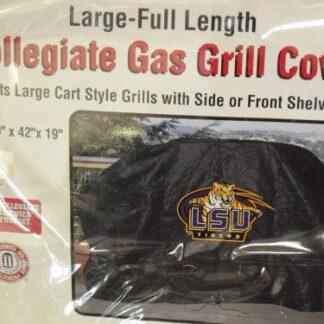 Large-Full Length
ollegiate Gas Grill Cov
ts Large Cart Style Grills with Side or Front Shelv
" x 42"x 19"
LSU
TIGERS